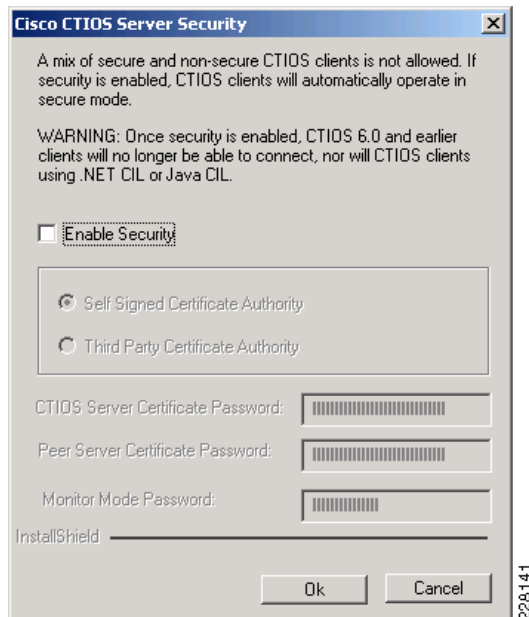 Cisco CTIOS Server Security
A mix of secure and non-secure CTIOS clients is not allowed. If
security is enabled, CTIOS clients will automatically operate in
secure mode.
WARNING: Once security is enabled, CTIOS 6.0 and earlier
clients will no longer be able to connect, nor will CTIOS clients
using .NET CIL or Java CIL.
Enable Security
Self Signed Certificate Authority
Third Party Certificate Authority
CTIOS Server Certificate Password:
Peer Server Certificate Password:
Monitor Mode Password:
InstallShield
Ok
Cancel
228141